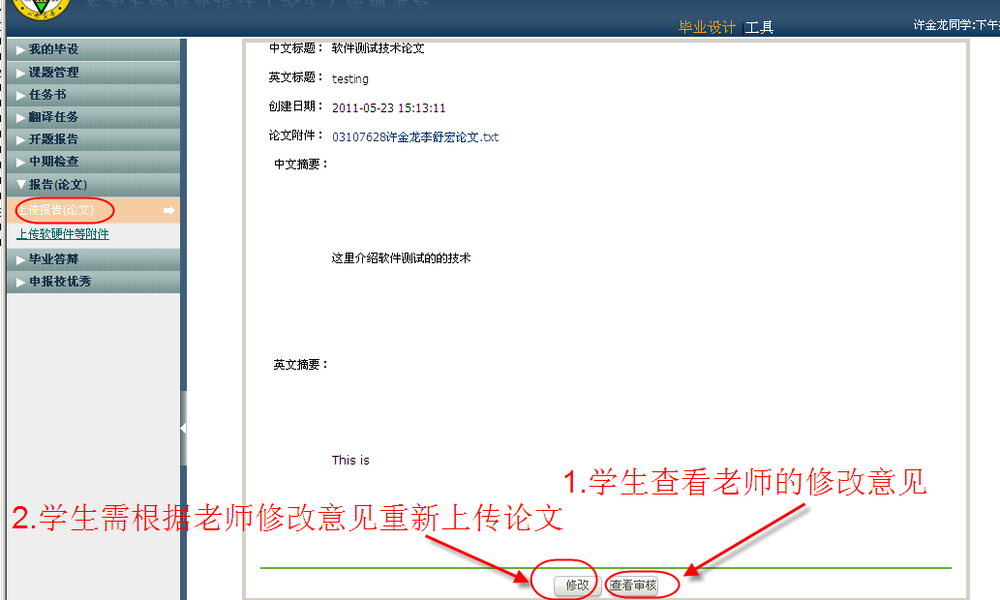 毕业设计 | 工具
许金龙同学:下午
我的毕设
课题管理
任务书
翻译任务
开题报告
中期检查
报告(论文)
上传报告(论文)
上传软硬件等附件
毕业答辩
申报校优秀
中文标题： 软件测试技术论文
英文标题： testing
创建日期： 2011-05-23 15:13:11
论文附件： 03107628许金龙李舒宏论文.txt
中文摘要：
这里介绍软件测试的的技术
英文摘要：
This is
1.学生查看老师的修改意见
2.学生需根据老师修改意见重新上传论文
修改 查看审核